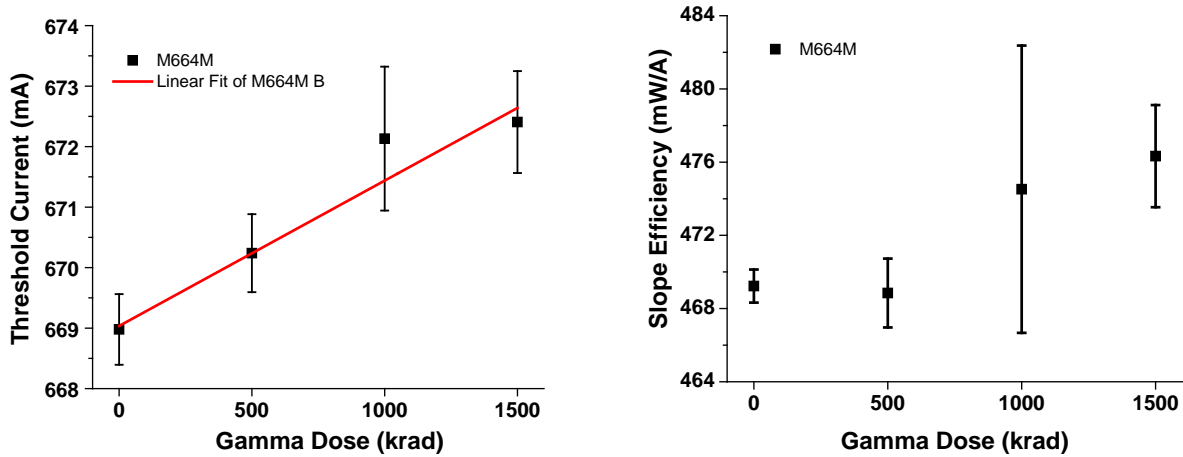 674
673
672
671
670
669
668
Threshold Current (mA)
M664M
Linear Fit of M664M B
0 500 1000 1500
Gamma Dose (krad)
484
480
476
472
468
464
Slope Efficiency (mW/A)
M664M
0 500 1000 1500
Gamma Dose (krad)